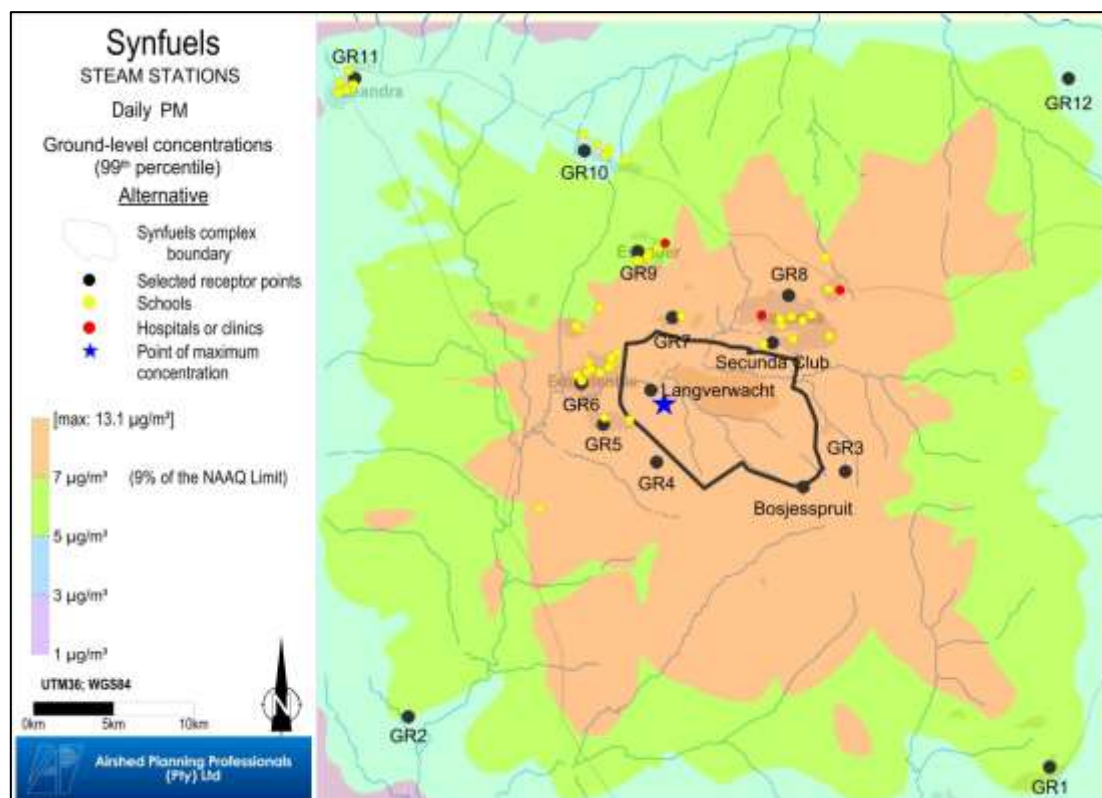 Synfuels
STEAM STATIONS
Daily PM
Ground-level concentrations
(99th percentile)
Alternative
Synfuels complex
boundary
Selected receptor points
Schools
Hospitals or clinics
Point of maximum
concentration
[max: 13.1 µg/m³]
7 µg/m³ (9% of the NAAQ Limit)
5 µg/m³
3 µg/m³
1 µg/m³
UTM36; WGS84
N
0km 5km 10km
Airshed Planning Professionals
(Pty) Ltd
GR11
GR12
GR10
GR9
GR8
GR7
Secunda Club
Langverwacht
GR6
GR5
GR4
GR3
Bosjesspruit
GR2
GR1